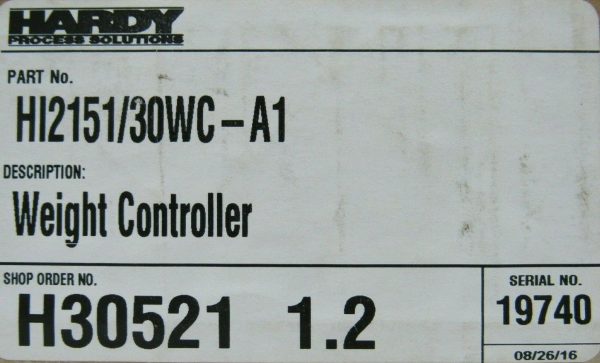 HARDY
PROCESS SOLUTIONS
PART No.
HI2151/30WC-A1
DESCRIPTION:
Weight Controller
SHOP ORDER NO.
H30521 1.2
SERIAL NO.
19740
08/26/16